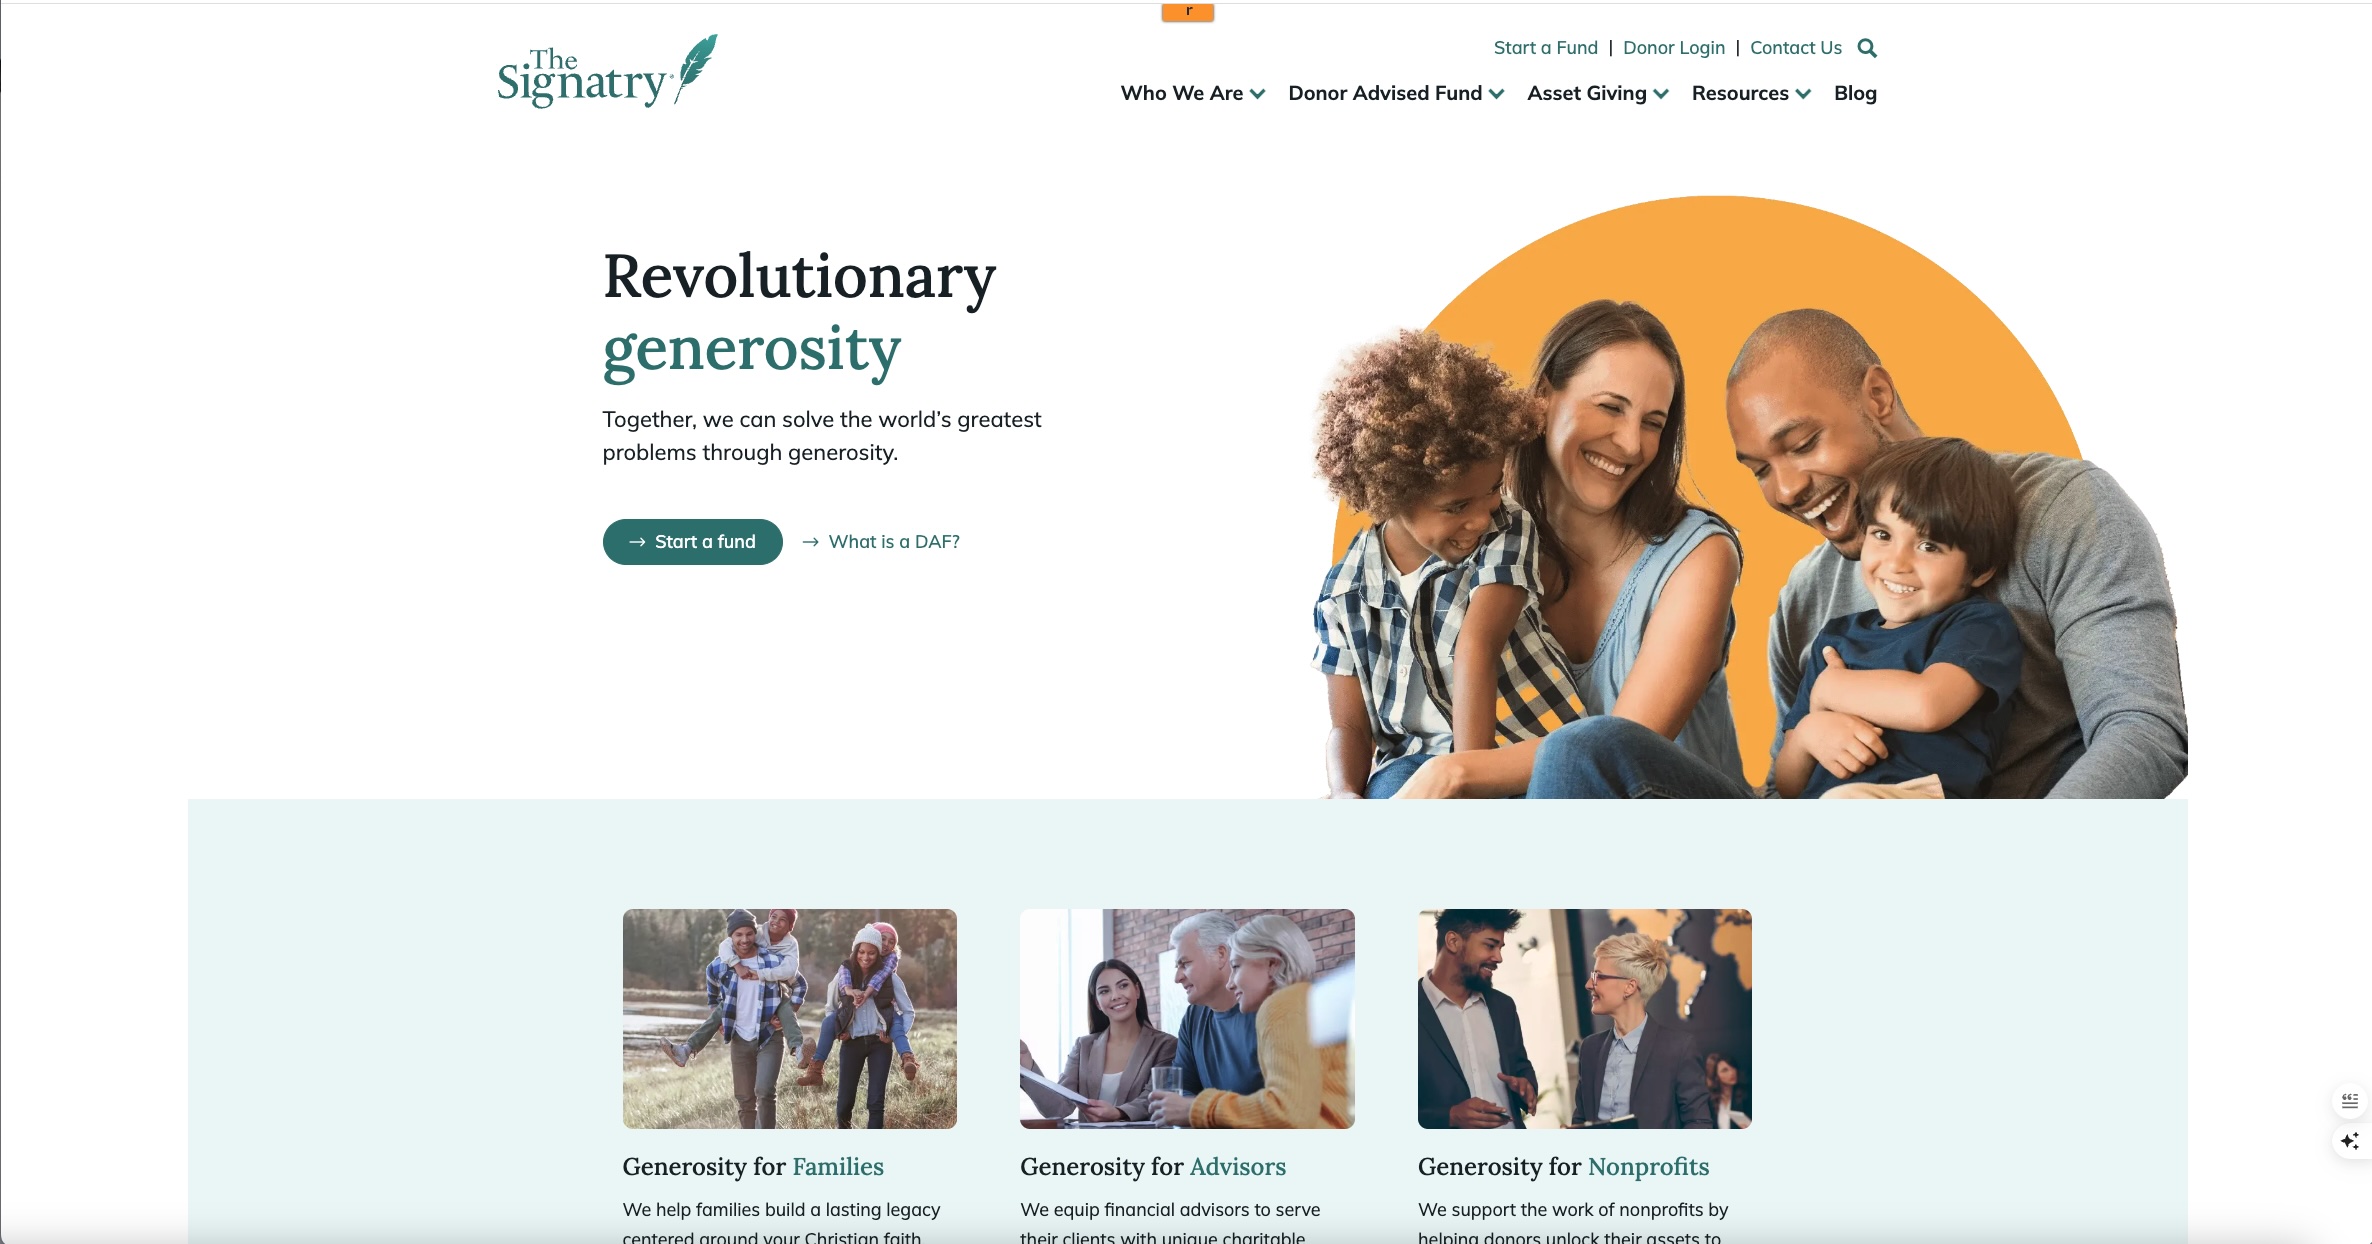 r
Start a Fund | Donor Login | Contact Us
The
Signatry
Who We Are Donor Advised Fund Asset Giving Resources Blog
Revolutionary
generosity
Together, we can solve the world’s greatest
problems through generosity.
→ Start a fund → What is a DAF?
Generosity for Families
We help families build a lasting legacy
centered around your Christian faith
Generosity for Advisors
We equip financial advisors to serve
their clients with unique charitable
Generosity for Nonprofits
We support the work of nonprofits by
helping donors unlock their assets to